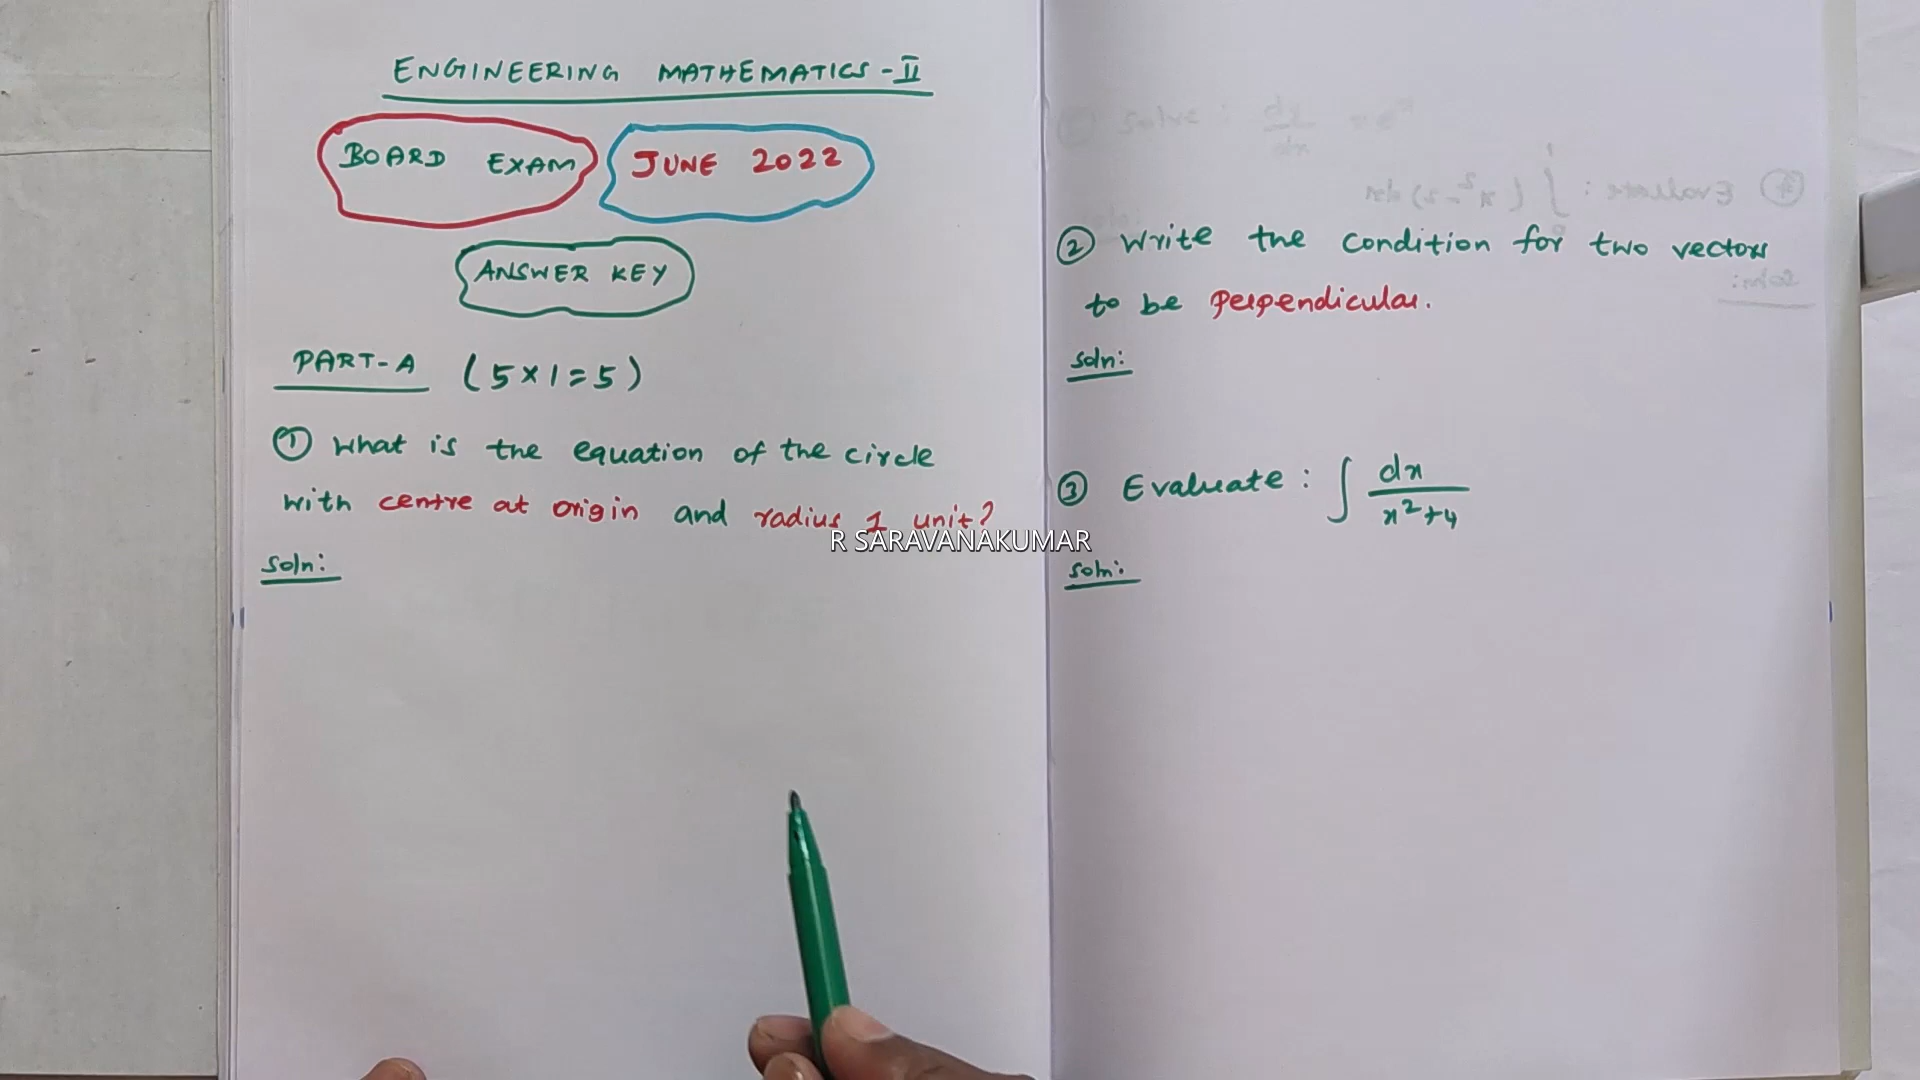 ENGINEERING MATHEMATICS - II
BOARD EXAM JUNE 2022
ANSWER KEY
PART-A (5×1=5)
① What is the equation of the circle
with centre at origin and radius 1 unit?
Soln:
② Write the condition for two vectors
to be perpendicular.
Soln:
③ Evaluate : ∫ dx / x²+4
Soln:
R SARAVANAKUMAR